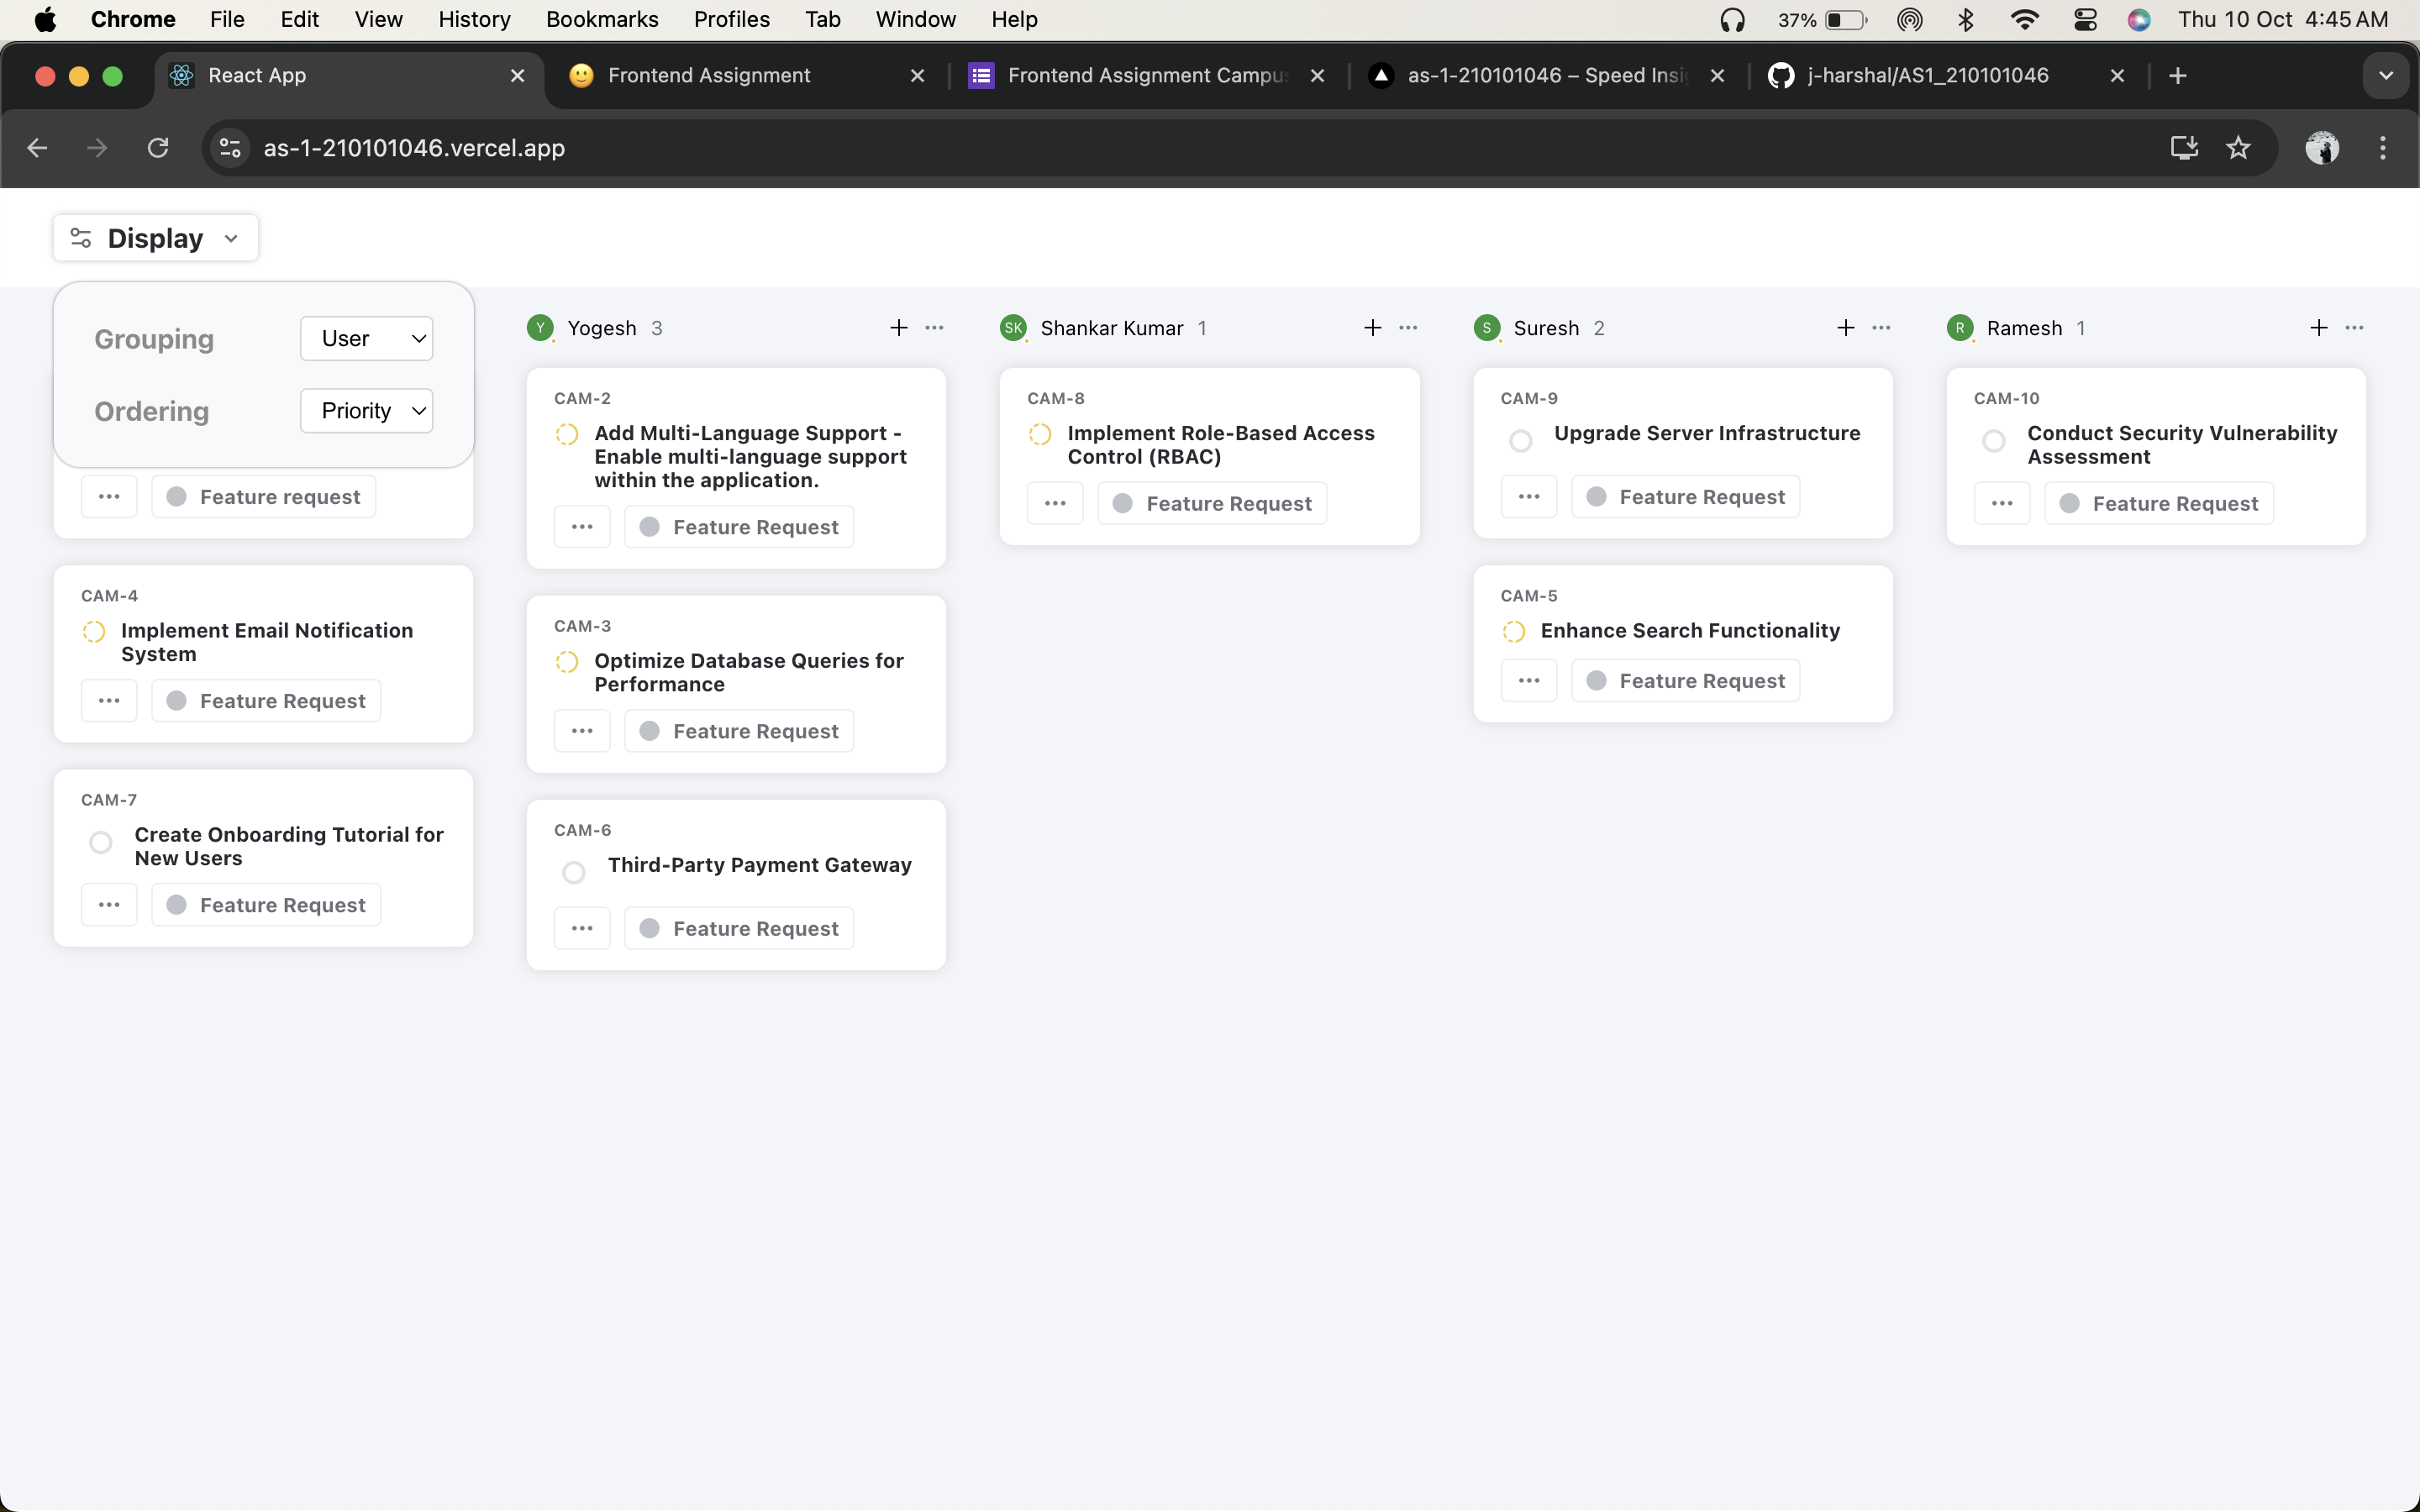 Chrome File Edit View History Bookmarks Profiles Tab Window Help 37% Thu 10 Oct 4:45 AM
React App Frontend Assignment Frontend Assignment Campus as-1-210101046 – Speed Insi j-harshal/AS1_210101046
as-1-210101046.vercel.app
Display
Grouping User
Ordering Priority
Feature request
CAM-4
Implement Email Notification
System
Feature Request
CAM-7
Create Onboarding Tutorial for
New Users
Feature Request
Y Yogesh 3
CAM-2
Add Multi-Language Support -
Enable multi-language support
within the application.
Feature Request
CAM-3
Optimize Database Queries for
Performance
Feature Request
CAM-6
Third-Party Payment Gateway
Feature Request
SK Shankar Kumar 1
CAM-8
Implement Role-Based Access
Control (RBAC)
Feature Request
S Suresh 2
CAM-9
Upgrade Server Infrastructure
Feature Request
CAM-5
Enhance Search Functionality
Feature Request
R Ramesh 1
CAM-10
Conduct Security Vulnerability
Assessment
Feature Request